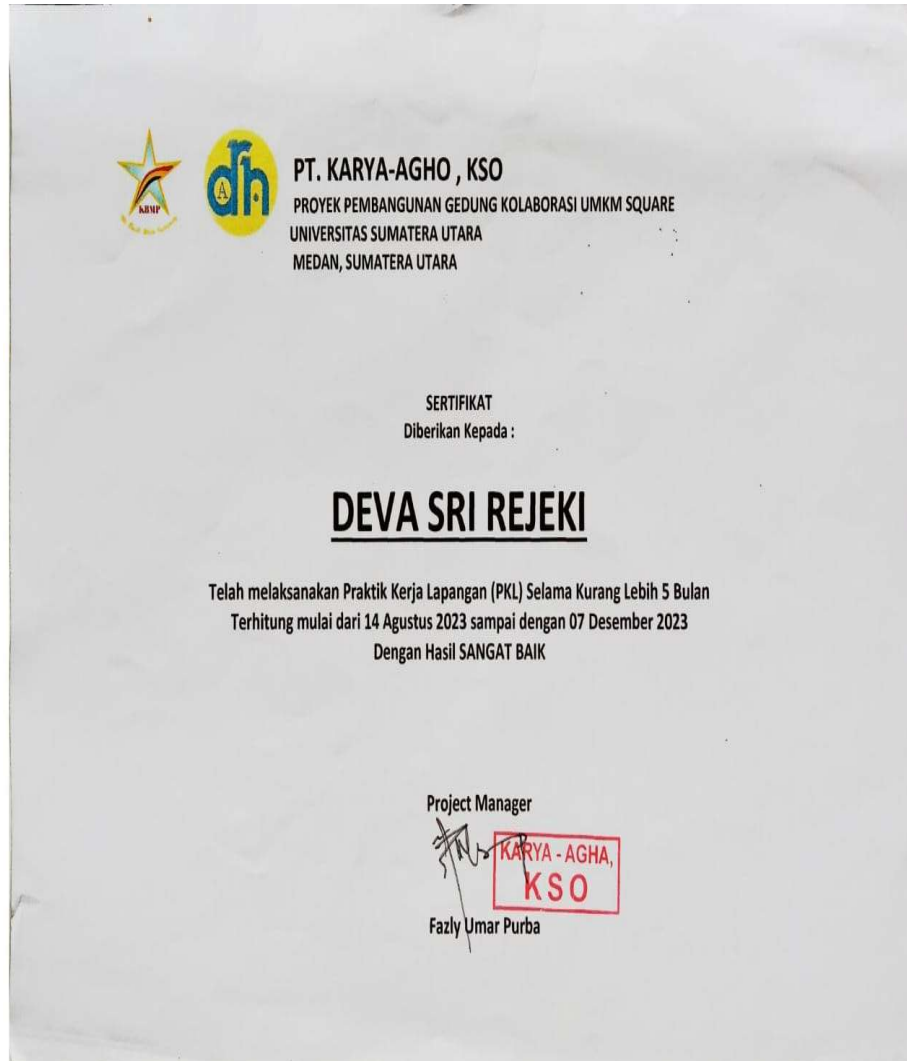 PT. KARYA-AGHO , KSO
PROYEK PEMBANGUNAN GEDUNG KOLABORASI UMKM SQUARE
UNIVERSITAS SUMATERA UTARA
MEDAN, SUMATERA UTARA
KBMP
arh
A
SERTIFIKAT
Diberikan Kepada :
DEVA SRI REJEKI
Telah melaksanakan Praktik Kerja Lapangan (PKL) Selama Kurang Lebih 5 Bulan
Terhitung mulai dari 14 Agustus 2023 sampai dengan 07 Desember 2023
Dengan Hasil SANGAT BAIK
Project Manager
KARYA - AGHA,
KSO
Fazly Umar Purba